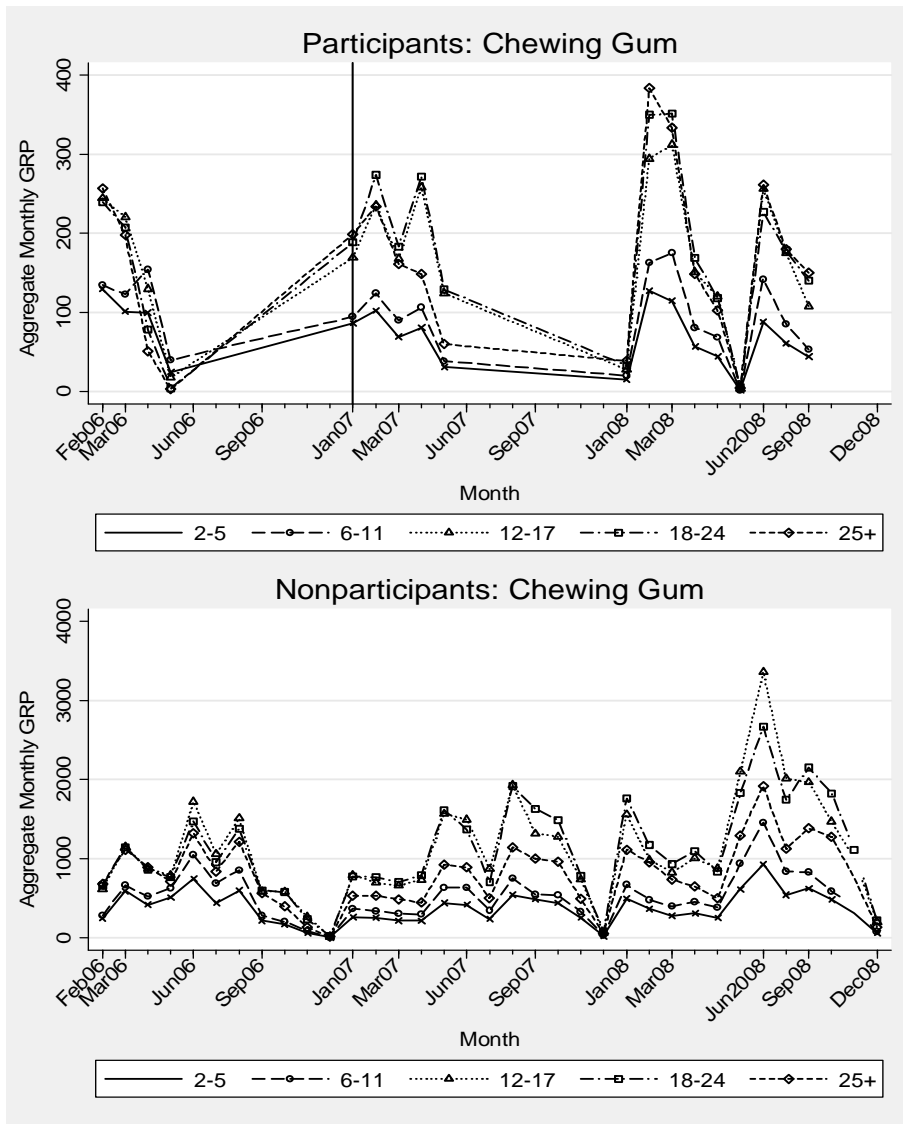 Participants: Chewing Gum
Aggregate Monthly GRP
400
300
200
100
0
Feb06 Mar06 Jun06 Sep06 Jan07 Mar07 Jun07 Sep07 Jan08 Mar08 Jun2008 Sep08 Dec08
Month
2-5 6-11 12-17 18-24 25+
Nonparticipants: Chewing Gum
Aggregate Monthly GRP
4000
3000
2000
1000
0
Feb06 Mar06 Jun06 Sep06 Jan07 Mar07 Jun07 Sep07 Jan08 Mar08 Jun2008 Sep08 Dec08
Month
2-5 6-11 12-17 18-24 25+